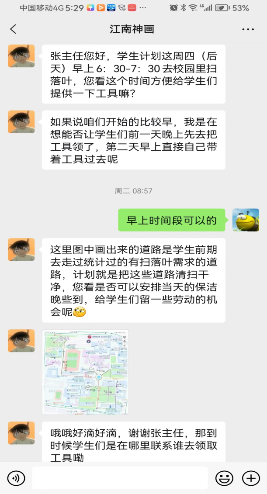 中国移动4G 5:29
53%
江南神画
张主任您好，学生计划这周四（后
天）早上6：30-7：30去校园里扫
落叶，您看这个时间方便给学生们
提供一下工具嘛？
如果说咱们开始的比较早，我是在
想能否让学生们前一天晚上先去把
工具领了，第二天早上直接自己带
着工具过去呢
周二 08:57
早上时间段可以的
这里图中画出来的道路是学生前期
去走过统计过的有扫落叶需求的道
路，计划就是把这些道路清扫干
净，您看是否可以安排当天的保洁
晚些到，给学生们留一些劳动的机
会呢
哦哦好滴好滴，谢谢张主任，那到
时候学生们是在哪里联系谁去领取
工具嘞